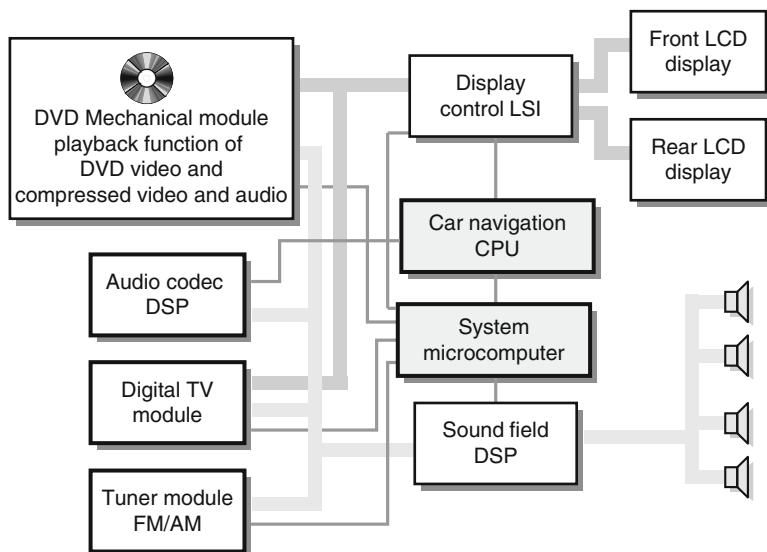 DVD Mechanical module
playback function of
DVD video and
compressed video and audio
Display
control LSI
Front LCD
display
Rear LCD
display
Car navigation
CPU
Audio codec
DSP
System
microcomputer
Digital TV
module
Sound field
DSP
Tuner module
FM/AM